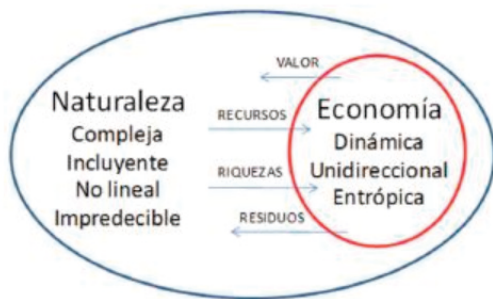 VALOR
Naturaleza
Compleja
Incluyente
No lineal
Impredecible
RECURSOS
RIQUEZAS
RESIDUOS
Economía
Dinámica
Unidireccional
Entrópica